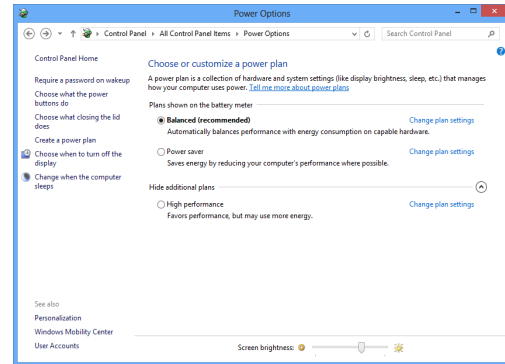 Power Options
Control Panel ▸ All Control Panel Items ▸ Power Options
Search Control Panel
Control Panel Home
Require a password on wakeup
Choose what the power
buttons do
Choose what closing the lid
does
Create a power plan
Choose when to turn off the
display
Change when the computer
sleeps
Choose or customize a power plan
A power plan is a collection of hardware and system settings (like display brightness, sleep, etc.) that manages
how your computer uses power. Tell me more about power plans
Plans shown on the battery meter
Balanced (recommended) Change plan settings
Automatically balances performance with energy consumption on capable hardware.
Power saver Change plan settings
Saves energy by reducing your computer's performance where possible.
Hide additional plans
High performance Change plan settings
Favors performance, but may use more energy.
See also
Personalization
Windows Mobility Center
User Accounts
Screen brightness: